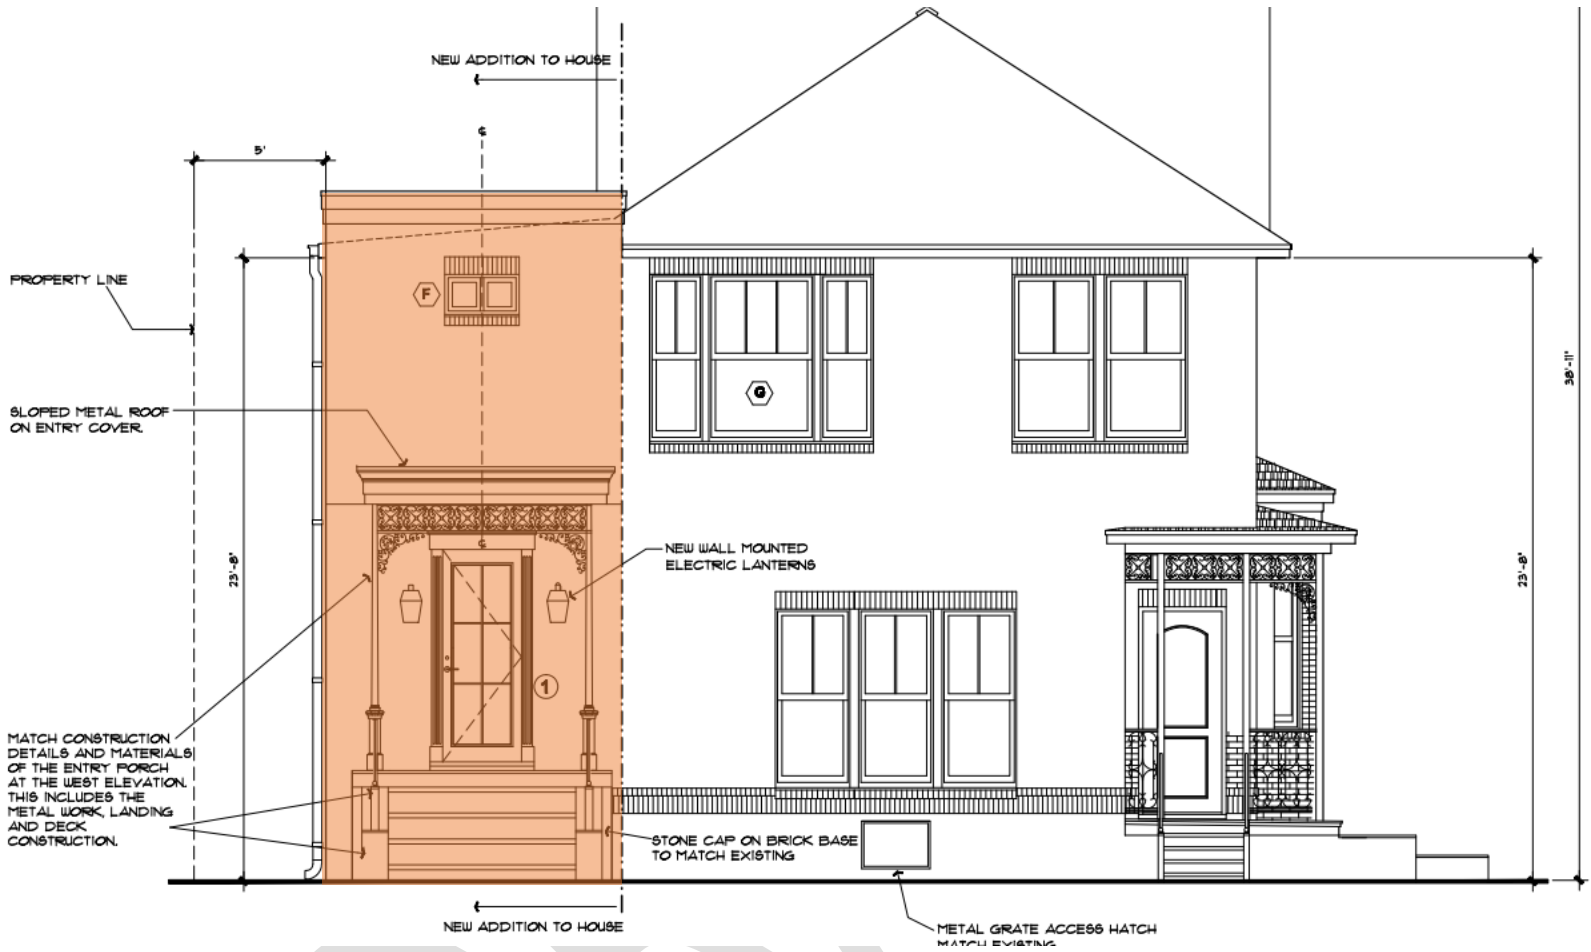 NEW ADDITION TO HOUSE
5'
PROPERTY LINE
F
G
38'-11"
SLOPED METAL ROOF
ON ENTRY COVER.
NEW WALL MOUNTED
ELECTRIC LANTERNS
23'-8"
23'-8"
1
MATCH CONSTRUCTION
DETAILS AND MATERIALS
OF THE ENTRY PORCH
AT THE WEST ELEVATION.
THIS INCLUDES THE
METAL WORK, LANDING
AND DECK
CONSTRUCTION.
STONE CAP ON BRICK BASE
TO MATCH EXISTING
NEW ADDITION TO HOUSE
METAL GRATE ACCESS HATCH
MATCH EXISTING